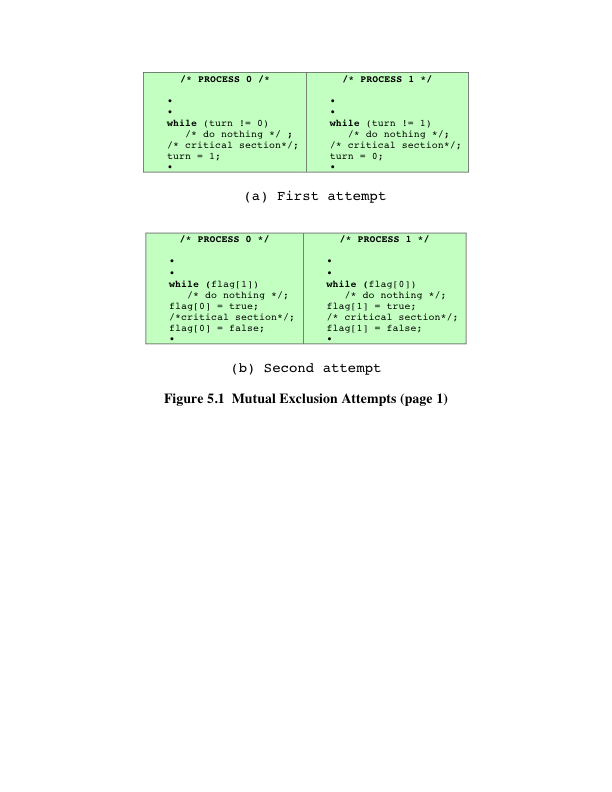 /* PROCESS 0 /*
•
•
while (turn != 0)
/* do nothing */ ;
/* critical section*/;
turn = 1;
•
/* PROCESS 1 */
•
•
while (turn != 1)
/* do nothing */;
/* critical section*/;
turn = 0;
•
(a) First attempt
/* PROCESS 0 */
•
•
while (flag[1])
/* do nothing */;
flag[0] = true;
/*critical section*/;
flag[0] = false;
•
/* PROCESS 1 */
•
•
while (flag[0])
/* do nothing */;
flag[1] = true;
/* critical section*/;
flag[1] = false;
•
(b) Second attempt
Figure 5.1 Mutual Exclusion Attempts (page 1)